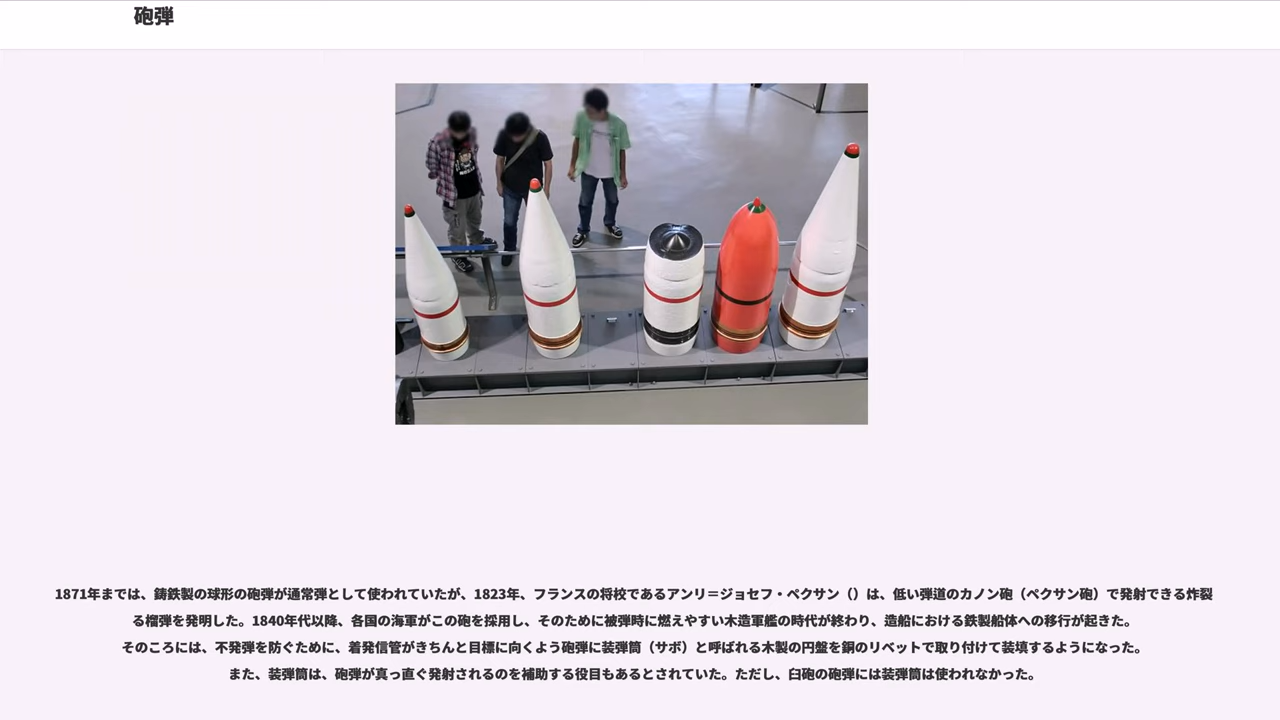 砲弾
1871年までは、鋳鉄製の球形の砲弾が通常弾として使われていたが、1823年、フランスの将校であるアンリ＝ジョセフ・ペクサン（）は、低い弾道のカノン砲（ペクサン砲）で発射できる炸裂
る榴弾を発明した。1840年代以降、各国の海軍がこの砲を採用し、そのために被弾時に燃えやすい木造軍艦の時代が終わり、造船における鉄製船体への移行が起きた。
そのころには、不発弾を防ぐために、着発信管がきちんと目標に向くよう砲弾に装弾筒（サボ）と呼ばれる木製の円盤を銅のリベットで取り付けて装填するようになった。
また、装弾筒は、砲弾が真っ直ぐ発射されるのを補助する役目もあるとされていた。ただし、臼砲の砲弾には装弾筒は使われなかった。